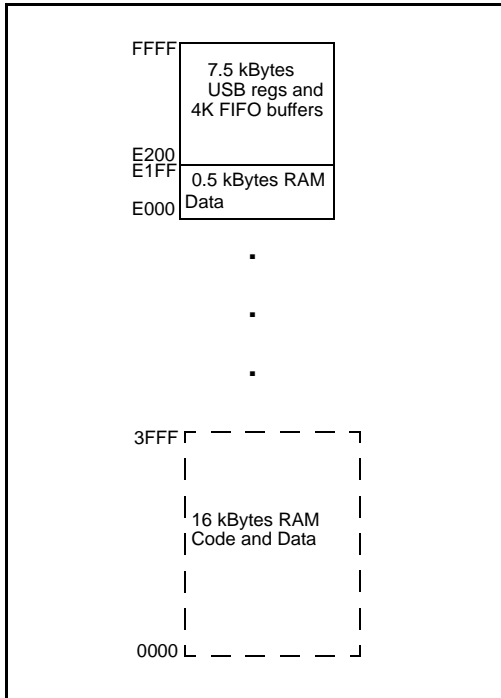 FFFF
7.5 kBytes
USB regs and
4K FIFO buffers
E200
E1FF
0.5 kBytes RAM
Data
E000
3FFF
16 kBytes RAM
Code and Data
0000